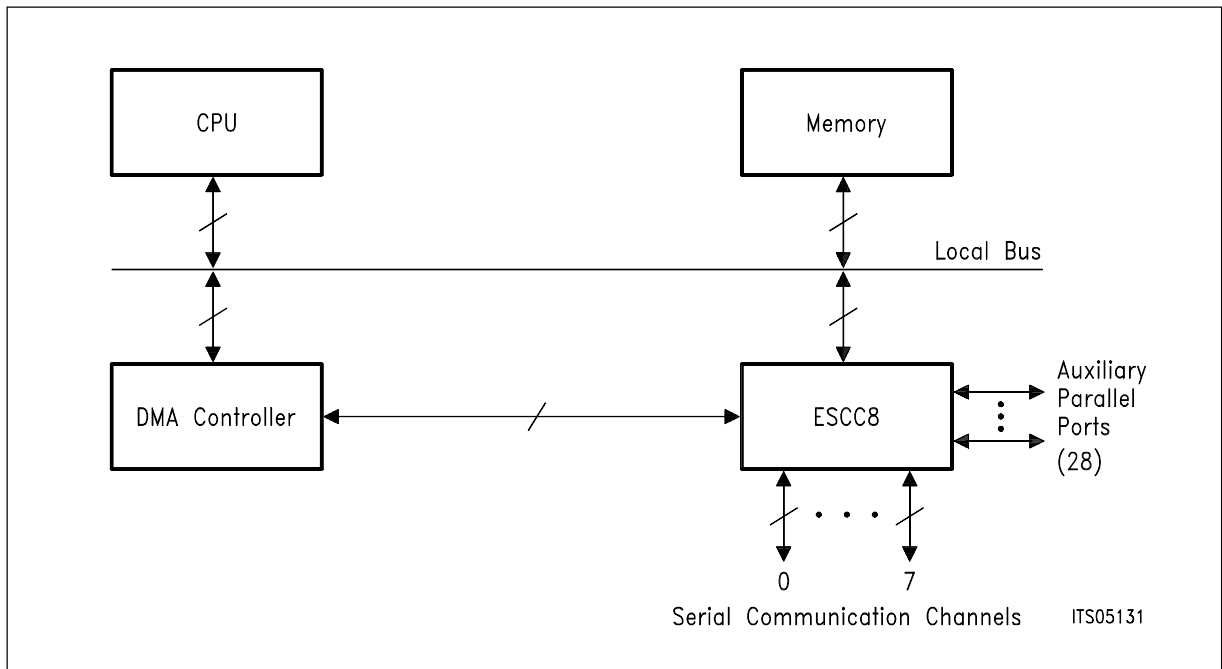 CPU
Memory
Local Bus
DMA Controller
ESCC8
Auxiliary
Parallel
Ports
(28)
0
7
Serial Communication Channels
ITS05131